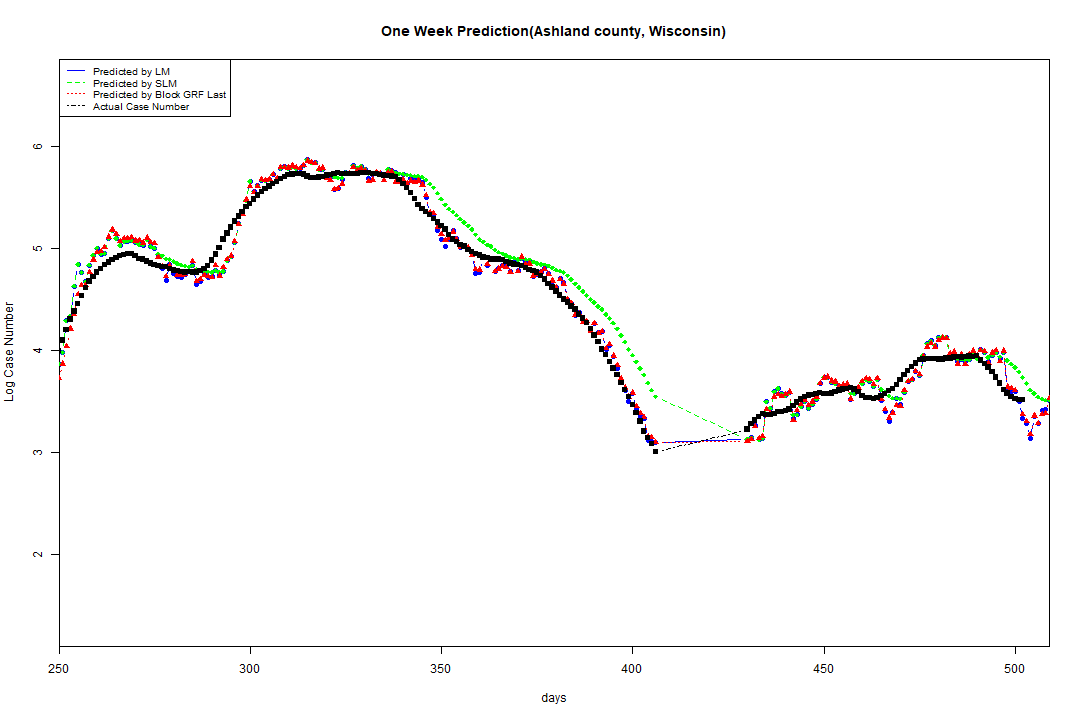 One Week Prediction(Ashland county, Wisconsin)
Predicted by LM
Predicted by SLM
Predicted by Block GRF Last
Actual Case Number
6
5
4
3
2
Log Case Number
250 300 350 400 450 500
days